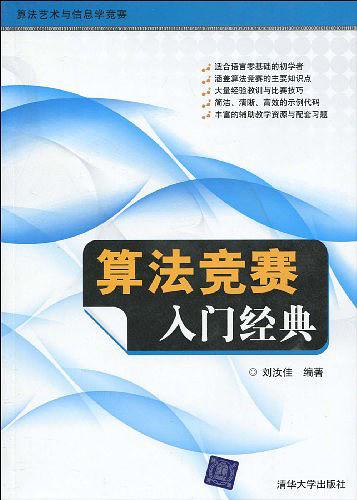 算法艺术与信息学竞赛
适合语言零基础的初学者
涵盖算法竞赛的主要知识点
大量经验教训与比赛技巧
简洁、清晰、高效的示例代码
丰富的辅助教学资源与配套习题
算法竞赛
入门经典
◎ 刘汝佳 编著
清华大学出版社